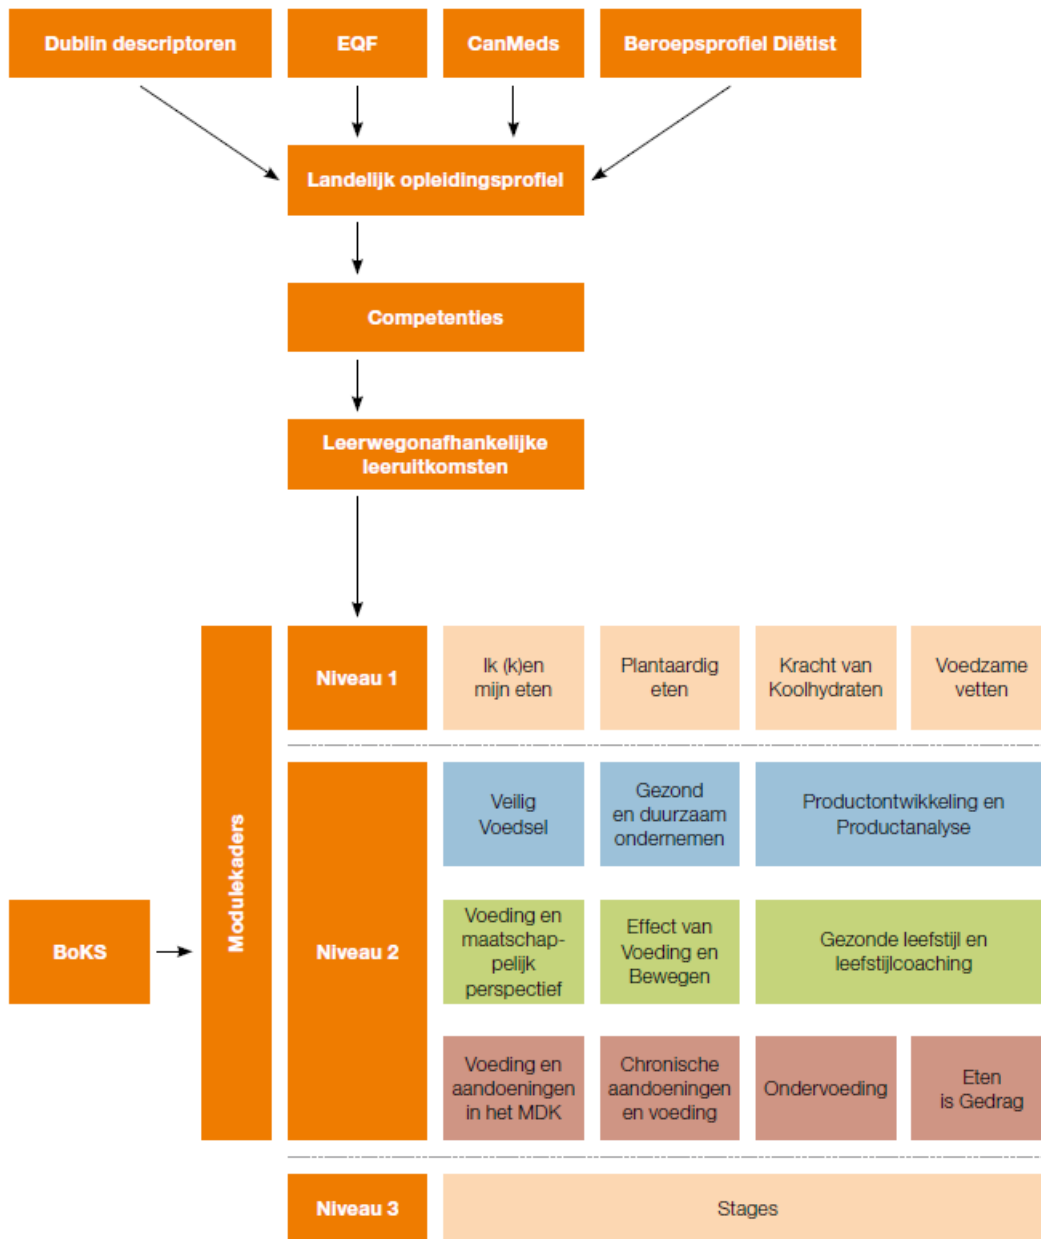 Dublin descriptoren
EQF
CanMeds
Beroepsprofiel Diëtist
Landelijk opleidingsprofiel
Competenties
Leerwegonafhankelijke
leeruitkomsten
Modulekaders
BoKS
Niveau 1
Ik (k)en
mijn eten
Plantaardig
eten
Kracht van
Koolhydraten
Voedzame
vetten
Niveau 2
Veilig
Voedsel
Gezond
en duurzaam
ondernemen
Productontwikkeling en
Productanalyse
Voeding en
maatschap-
pelijk
perspectief
Effect van
Voeding en
Bewegen
Gezonde leefstijl en
leefstijlcoaching
Voeding en
aandoeningen
in het MDK
Chronische
aandoeningen
en voeding
Ondervoeding
Eten
is Gedrag
Niveau 3
Stages